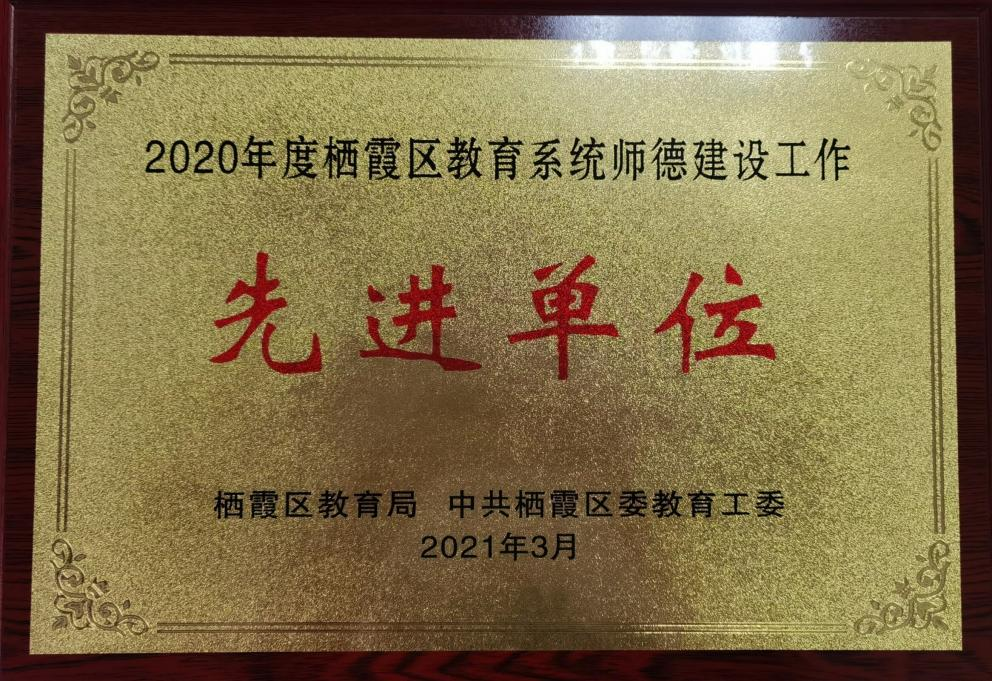 2020年度栖霞区教育系统师德建设工作
先进单位
栖霞区教育局 中共栖霞区委教育工委
2021年3月